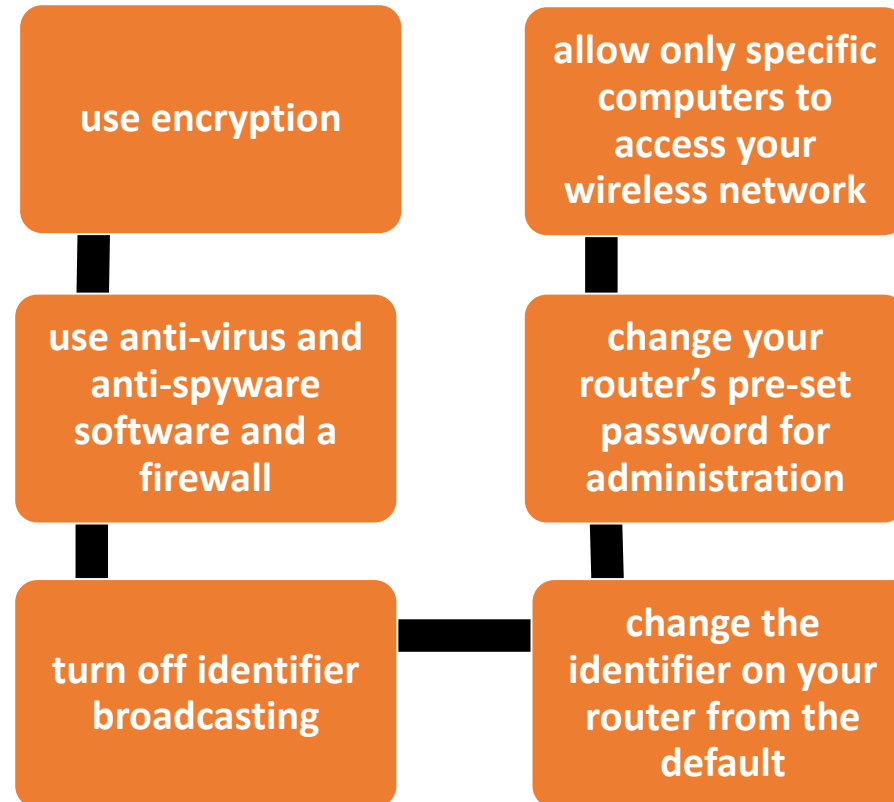 use encryption
use anti-virus and
anti-spyware
software and a
firewall
turn off identifier
broadcasting
change the
identifier on your
router from the
default
change your
router’s pre-set
password for
administration
allow only specific
computers to
access your
wireless network